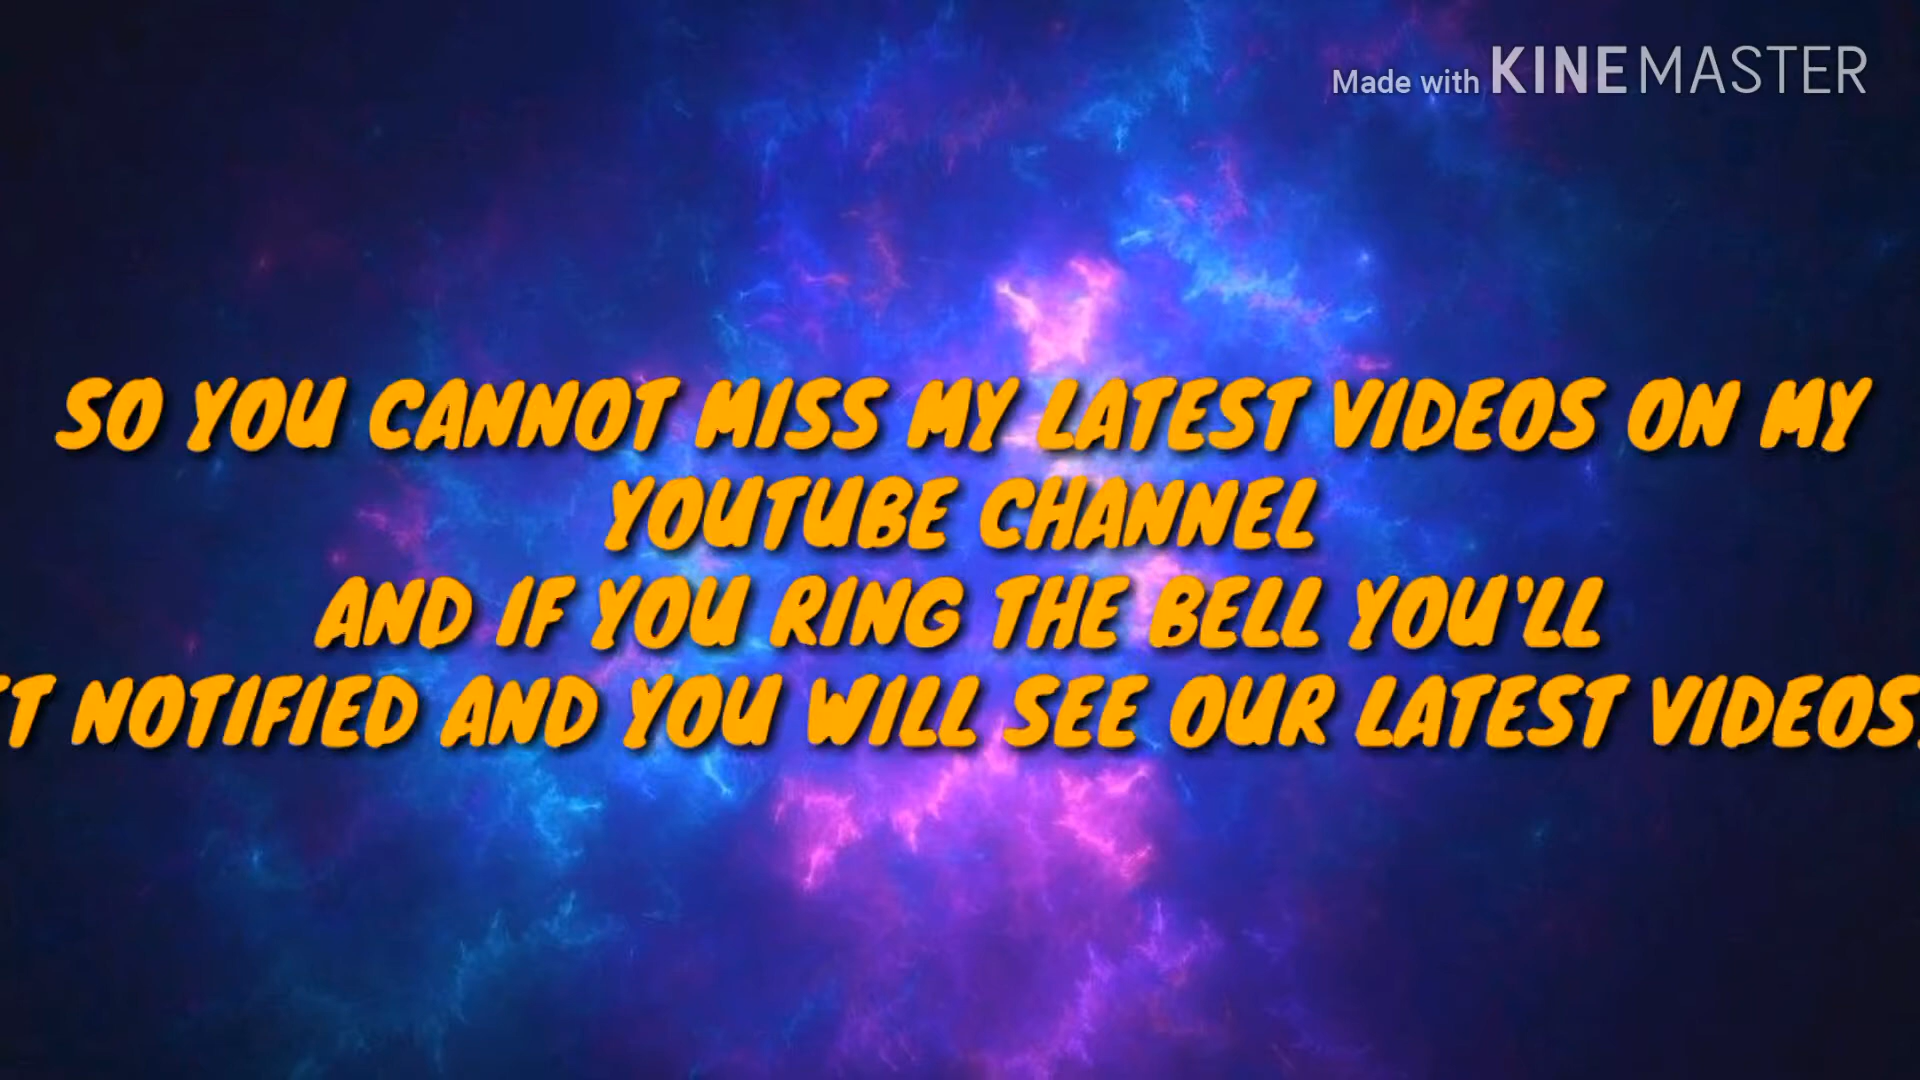 Made with KINEMASTER
SO YOU CANNOT MISS MY LATEST VIDEOS ON MY
YOUTUBE CHANNEL
AND IF YOU RING THE BELL YOU'LL
T NOTIFIED AND YOU WILL SEE OUR LATEST VIDEOS.